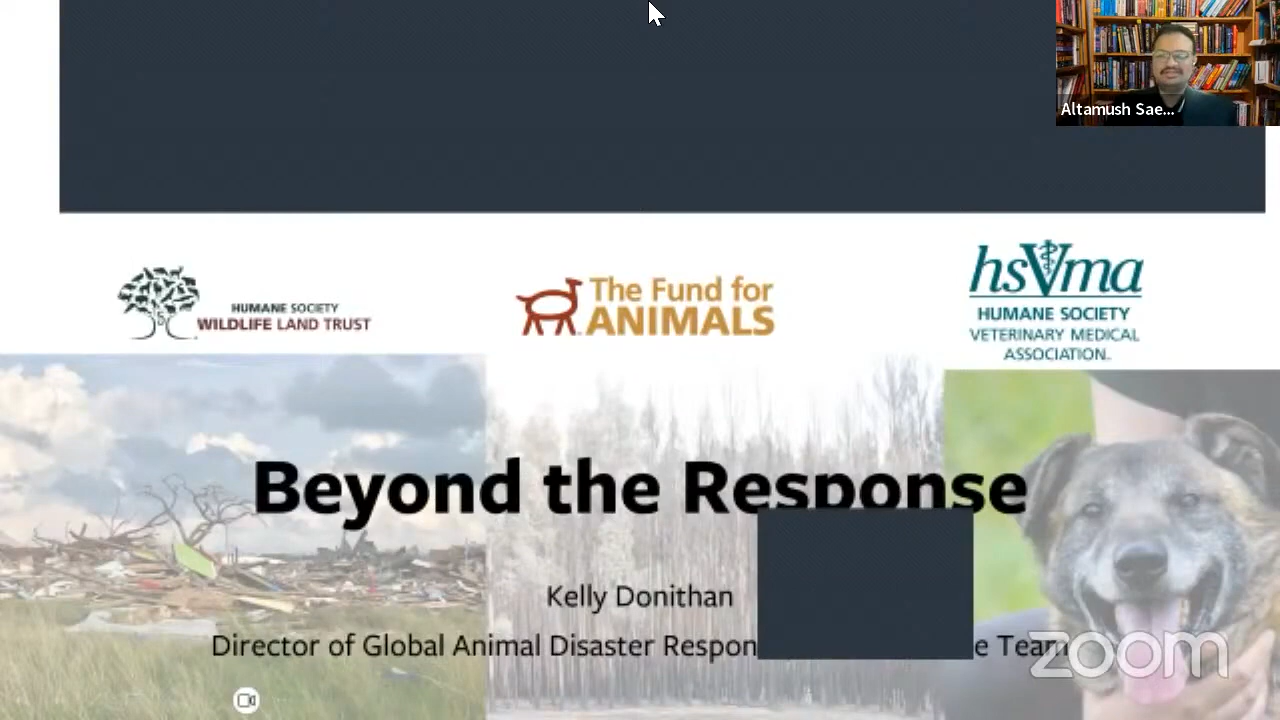 Altamush Sae...
HUMANE SOCIETY
WILDLIFE LAND TRUST
The Fund for
ANIMALS
hsVma
HUMANE SOCIETY
VETERINARY MEDICAL
ASSOCIATION
Beyond the Response
Kelly Donithan
Director of Global Animal Disaster Respon e Team
zoom